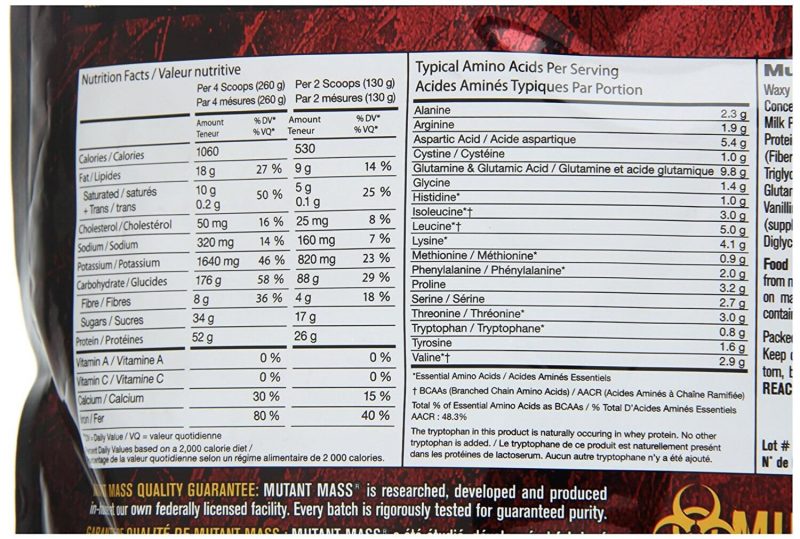 Nutrition Facts / Valeur nutritive
Per 4 Scoops (260 g) Per 2 Scoops (130 g)
Par 4 mésures (260 g) Par 2 mésures (130 g)
Amount % DV* Amount % DV*
Teneur % VQ* Teneur % VQ*
Calories / Calories 1060 530
Fat / Lipides 18 g 27 % 9 g 14 %
Saturated / saturés 10 g 50 % 5 g 25 %
+ Trans / trans 0.2 g 0.1 g
Cholesterol / Cholestérol 50 mg 16 % 25 mg 8 %
Sodium / Sodium 320 mg 14 % 160 mg 7 %
Potassium / Potassium 1640 mg 46 % 820 mg 23 %
Carbohydrate / Glucides 176 g 58 % 88 g 29 %
Fibre / Fibres 8 g 36 % 4 g 18 %
Sugars / Sucres 34 g 17 g
Protein / Protéines 52 g 26 g
Vitamin A / Vitamine A 0 % 0 %
Vitamin C / Vitamine C 0 % 0 %
Calcium / Calcium 30 % 15 %
Iron / Fer 80 % 40 %
- Daily Value / VQ = valeur quotidienne
Daily Values based on a 2,000 calorie diet /
de la valeur quotidienne selon un régime alimentaire de 2 000 calories.
Typical Amino Acids Per Serving
Acides Aminés Typiques Par Portion
Alanine 2.3 g
Arginine 1.9 g
Aspartic Acid / Acide aspartique 5.4 g
Cystine / Cystéine 1.0 g
Glutamine & Glutamic Acid / Glutamine et acide glutamique 9.8 g
Glycine 1.4 g
Histidine* 1.0 g
Isoleucine*† 3.0 g
Leucine*† 5.0 g
Lysine* 4.1 g
Methionine / Méthionine* 0.9 g
Phenylalanine / Phénylalanine* 2.0 g
Proline 3.2 g
Serine / Sérine 2.7 g
Threonine / Thréonine* 3.0 g
Tryptophan / Tryptophane* 0.8 g
Tyrosine 1.6 g
Valine*† 2.9 g
*Essential Amino Acids / Acides Aminés Essentiels
† BCAAs (Branched Chain Amino Acids) / AACR (Acides Aminés à Chaîne Ramifiée)
Total % of Essential Amino Acids as BCAAs / % Total D'Acides Aminés Essentiels
AACR : 48.3%
The tryptophan in this product is naturally occuring in whey protein. No other
tryptophan is added. / Le tryptophane de ce produit est naturellement présént
dans les protéines de lactoserum. Aucun autre tryptophane n'y a été ajouté.
Mu
Waxy
Conce
Milk P
Protei
(Fiber
Triglyc
Glutar
Vanilli
(suppl
Diglyc
Food
from n
on ma
contai
Packe
Keep
tom, b
REAC
Lot #
N° de
MASS QUALITY GUARANTEE: MUTANT MASS is researched, developed and produced
our own federally licensed facility. Every batch is rigorously tested for guaranteed purity.
QUALITÉ DE MUTANT MASS : MUTANT MASS
MU